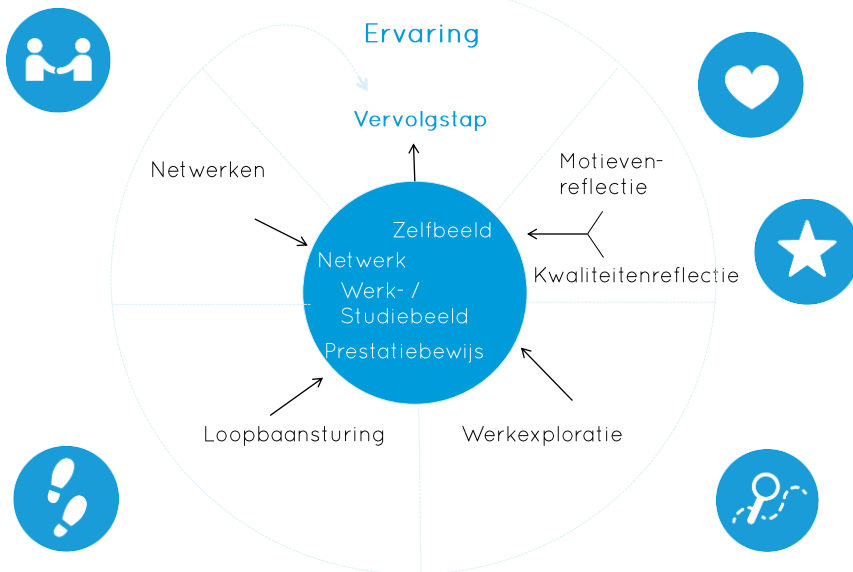 Ervaring
Vervolgstap
Netwerken
Motieven-
reflectie
Kwaliteitenreflectie
Zelfbeeld
Netwerk
Werk- /
Studiebeeld
Prestatiebewijs
Loopbaansturing
Werkexploratie